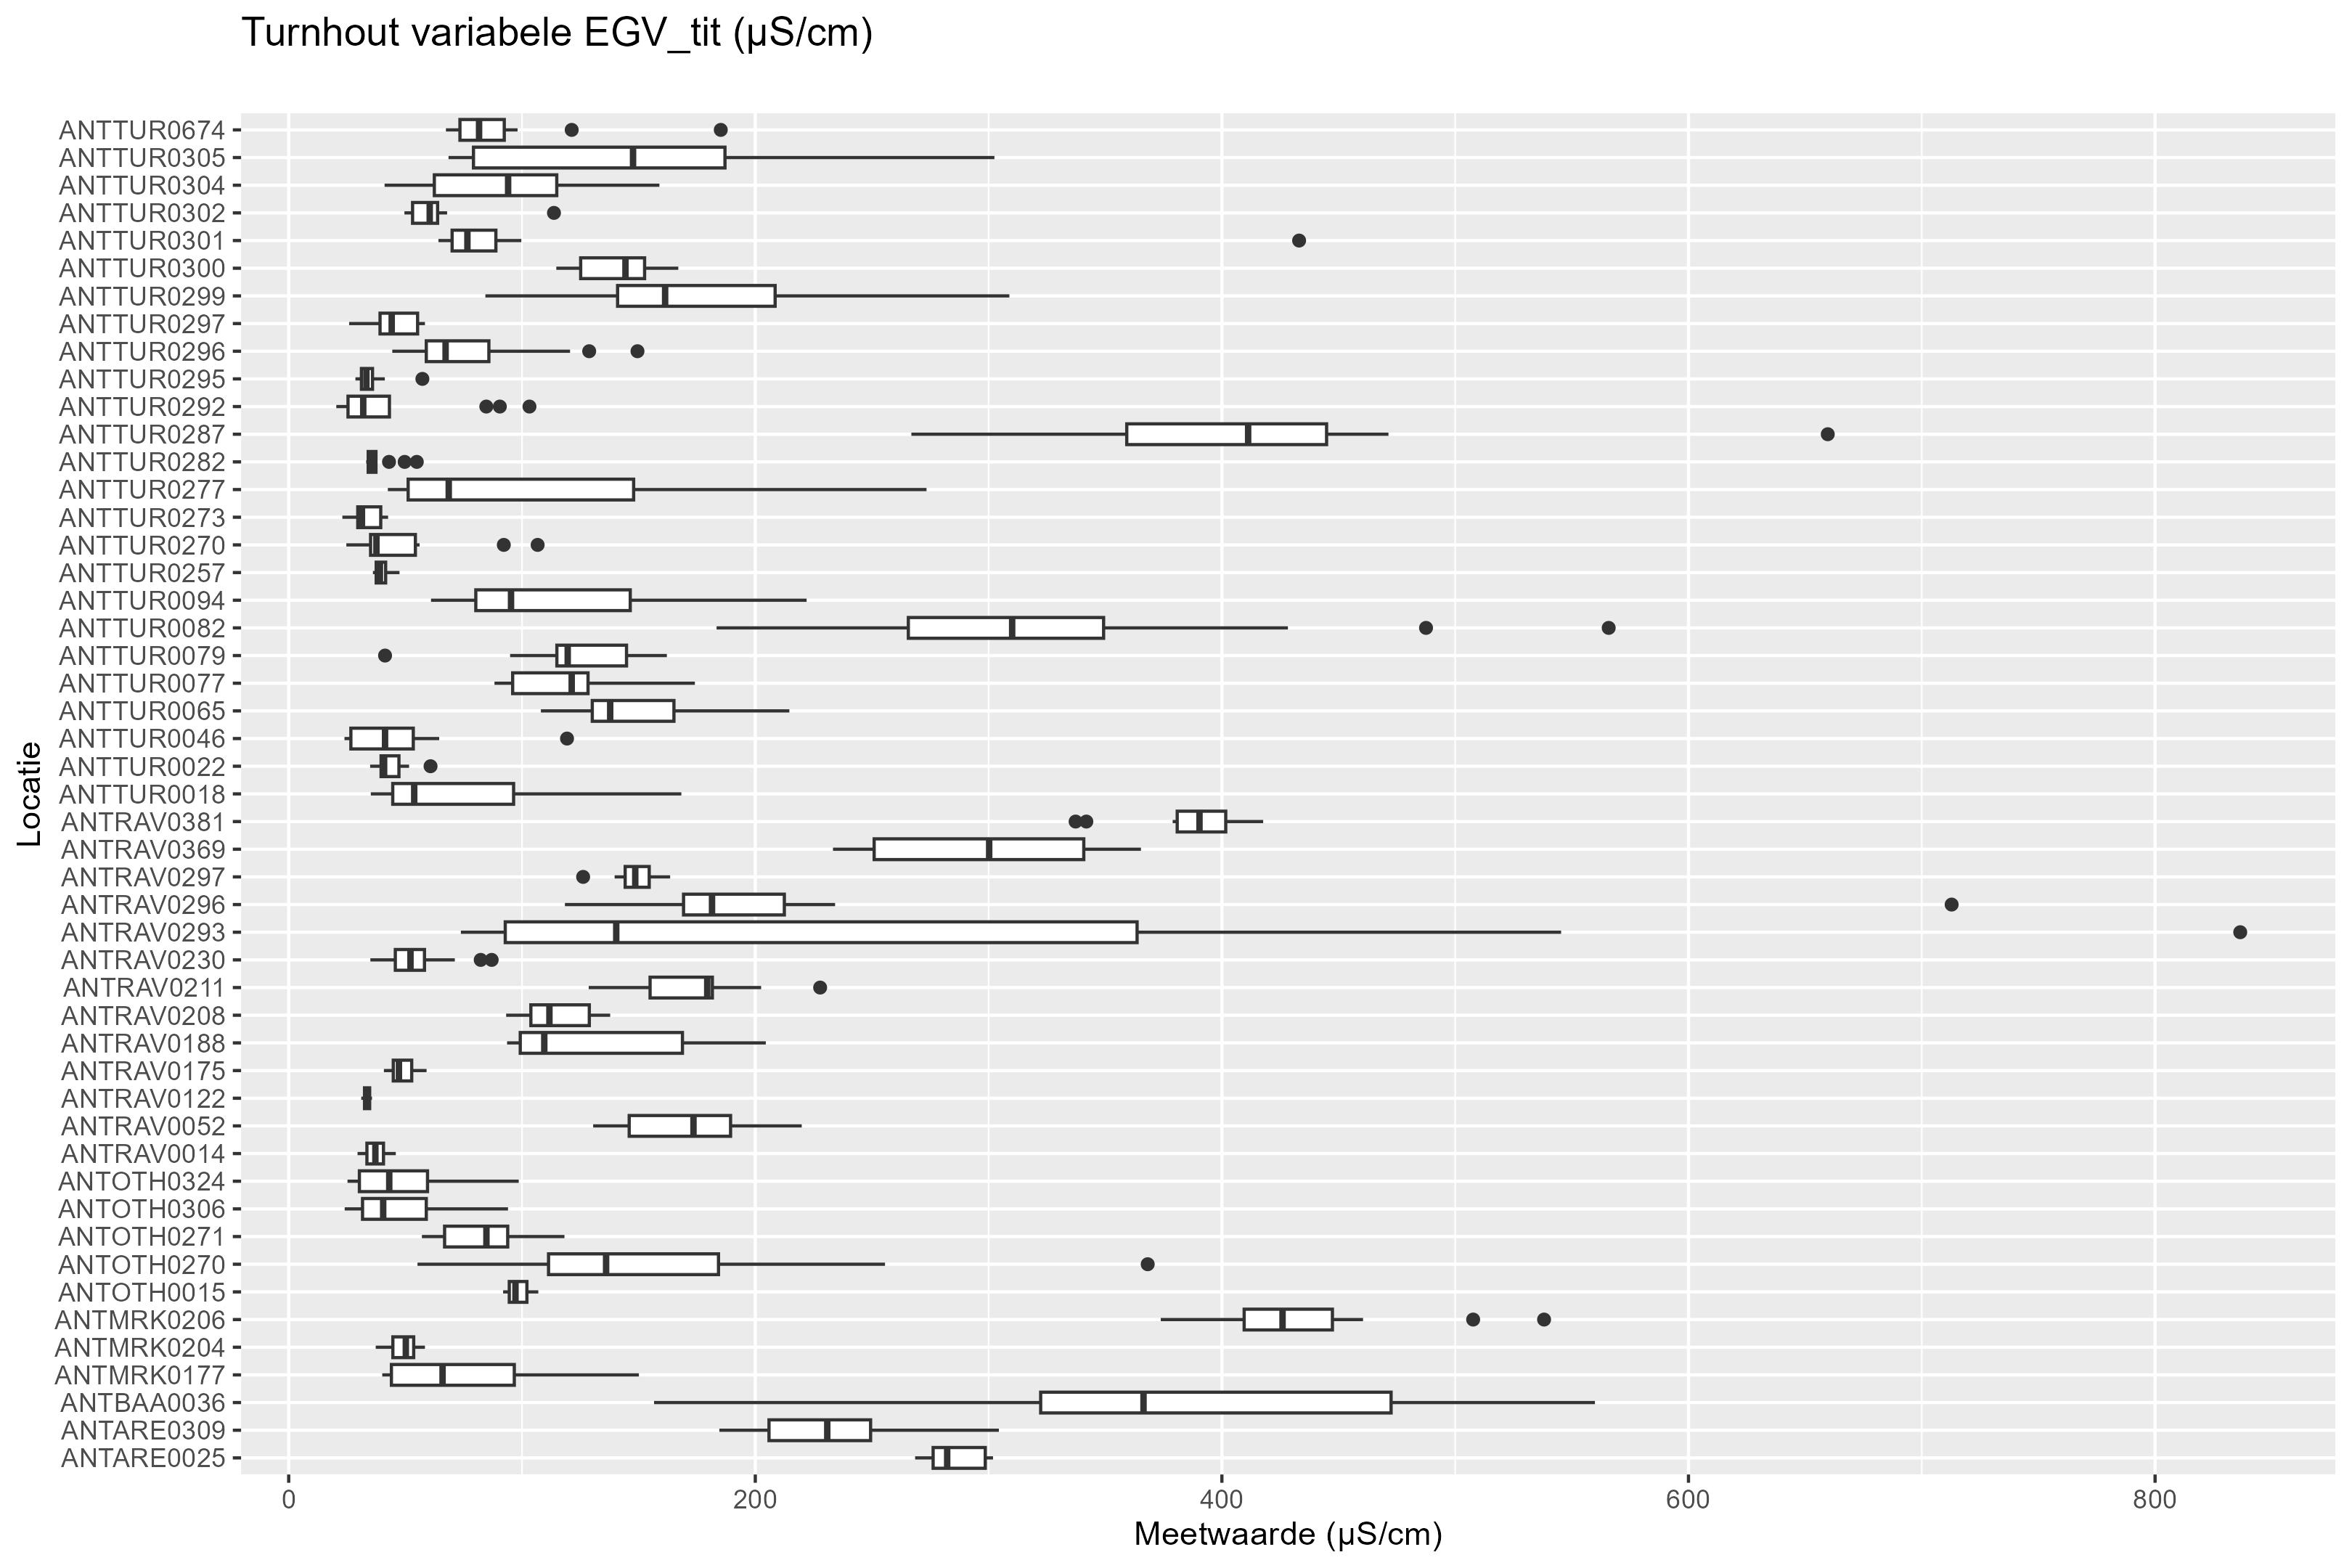 Turnhout variabele EGV_tit (µS/cm)
ANTTUR0674
ANTTUR0305
ANTTUR0304
ANTTUR0302
ANTTUR0301
ANTTUR0300
ANTTUR0299
ANTTUR0297
ANTTUR0296
ANTTUR0295
ANTTUR0292
ANTTUR0287
ANTTUR0282
ANTTUR0277
ANTTUR0273
ANTTUR0270
ANTTUR0257
ANTTUR0094
ANTTUR0082
ANTTUR0079
ANTTUR0077
ANTTUR0065
ANTTUR0046
ANTTUR0022
ANTTUR0018
ANTRAV0381
ANTRAV0369
ANTRAV0297
ANTRAV0296
ANTRAV0293
ANTRAV0230
ANTRAV0211
ANTRAV0208
ANTRAV0188
ANTRAV0175
ANTRAV0122
ANTRAV0052
ANTRAV0014
ANTOTH0324
ANTOTH0306
ANTOTH0271
ANTOTH0270
ANTOTH0015
ANTMRK0206
ANTMRK0204
ANTMRK0177
ANTBAA0036
ANTARE0309
ANTARE0025
Locatie
0 200 400 600 800
Meetwaarde (µS/cm)